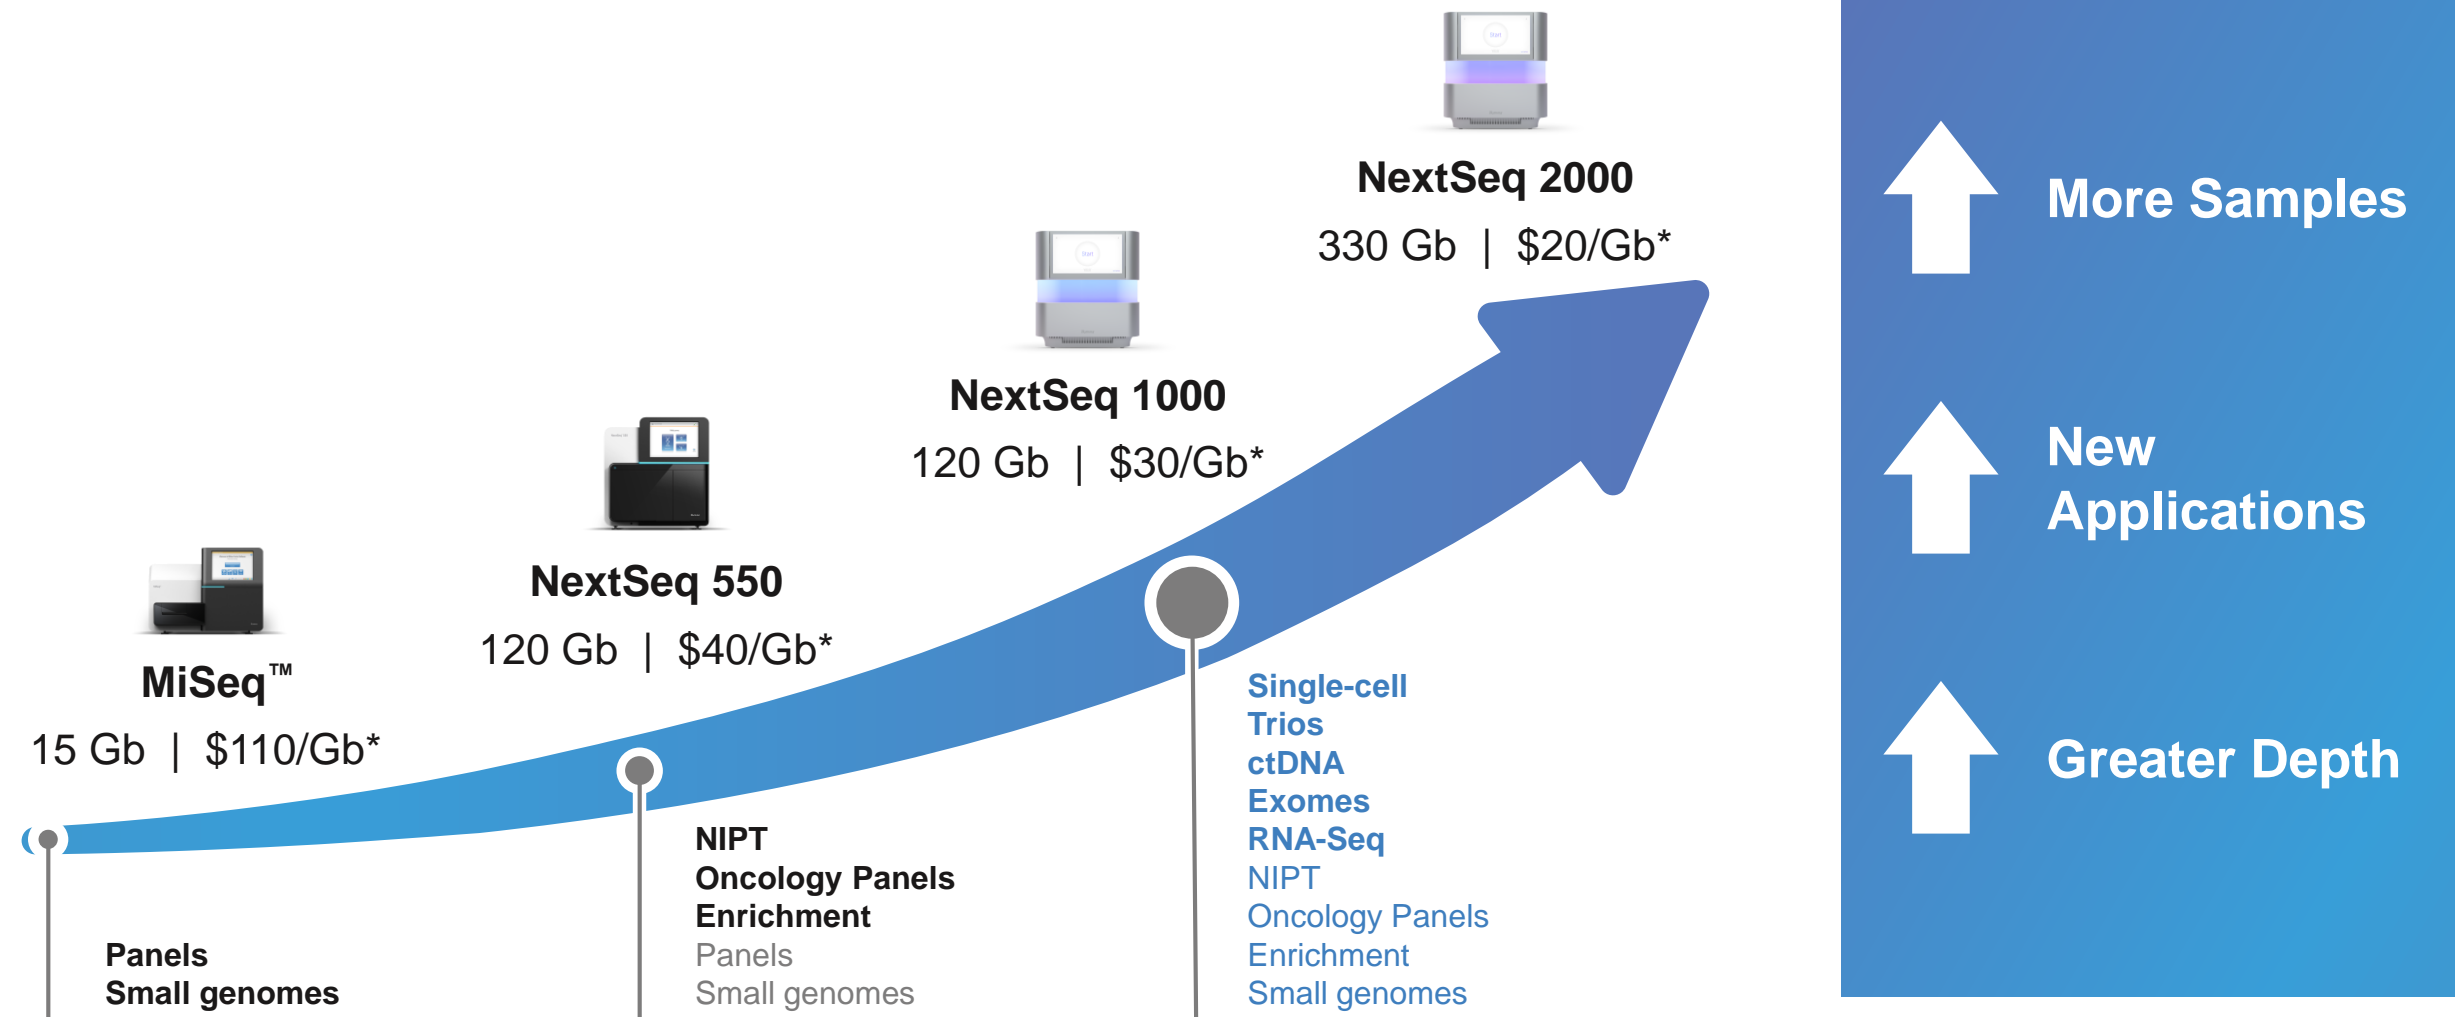 NextSeq 2000
330 Gb | $20/Gb*
NextSeq 1000
120 Gb | $30/Gb*
NextSeq 550
120 Gb | $40/Gb*
MiSeq™
15 Gb | $110/Gb*
Panels
Small genomes
NIPT
Oncology Panels
Enrichment
Panels
Small genomes
Single-cell
Trios
ctDNA
Exomes
RNA-Seq
NIPT
Oncology Panels
Enrichment
Small genomes
More Samples
New
Applications
Greater Depth
Start
Start